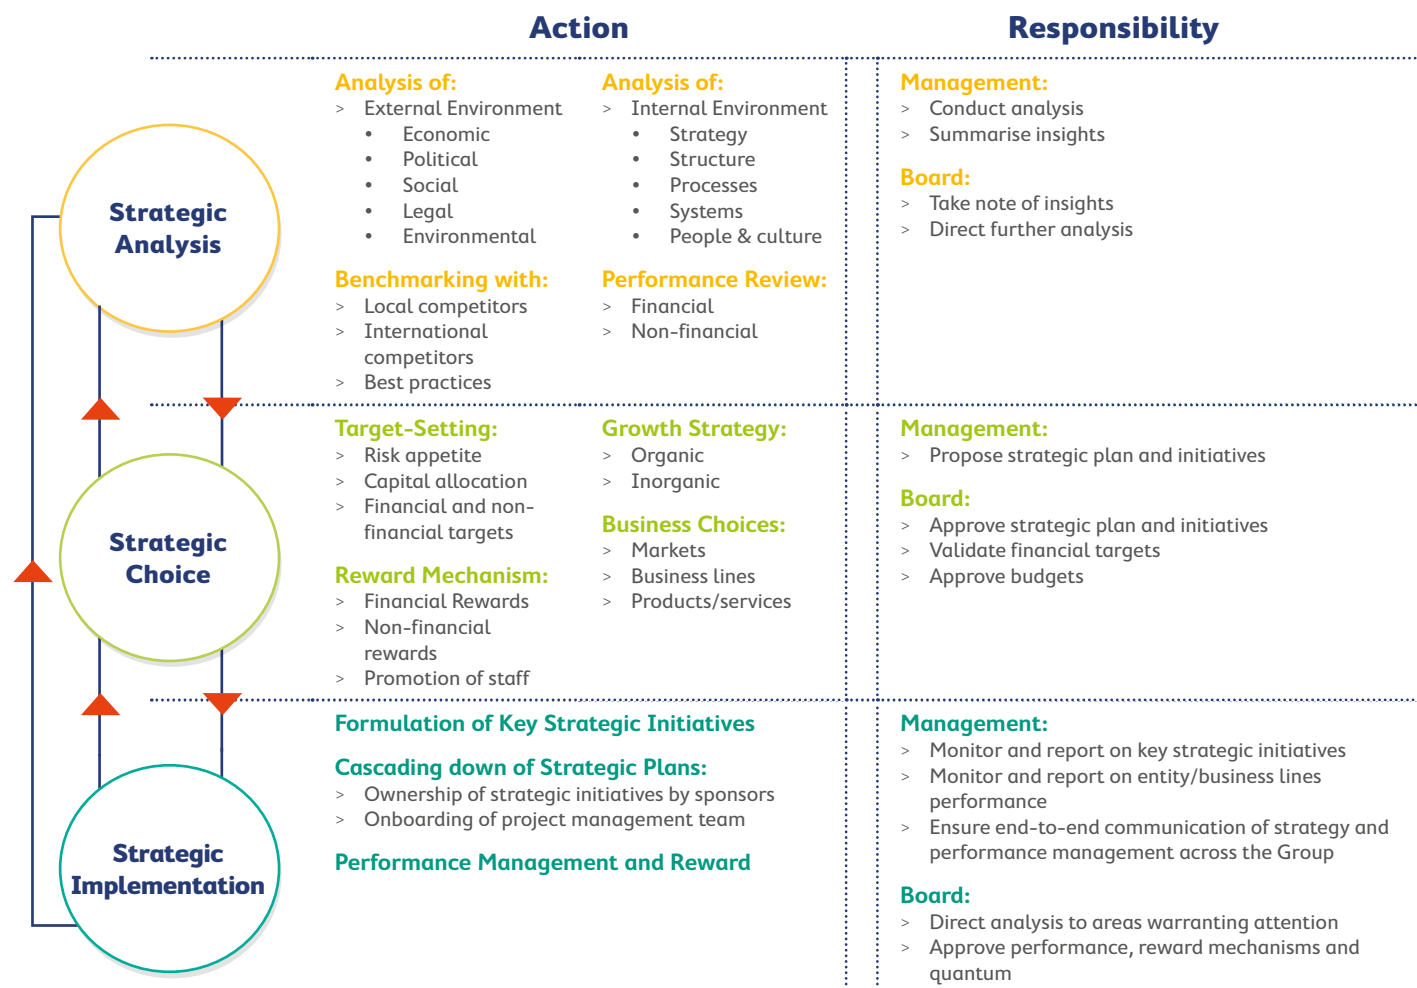 Action
Responsibility
Strategic
Analysis
Analysis of:
> External Environment
• Economic
• Political
• Social
• Legal
• Environmental
Benchmarking with:
> Local competitors
> International
competitors
> Best practices
Analysis of:
> Internal Environment
• Strategy
• Structure
• Processes
• Systems
• People & culture
Performance Review:
> Financial
> Non-financial
Management:
> Conduct analysis
> Summarise insights
Board:
> Take note of insights
> Direct further analysis
Strategic
Choice
Target-Setting:
> Risk appetite
> Capital allocation
> Financial and non-
financial targets
Reward Mechanism:
> Financial Rewards
> Non-financial
rewards
> Promotion of staff
Growth Strategy:
> Organic
> Inorganic
Business Choices:
> Markets
> Business lines
> Products/services
Management:
> Propose strategic plan and initiatives
Board:
> Approve strategic plan and initiatives
> Validate financial targets
> Approve budgets
Strategic
Implementation
Formulation of Key Strategic Initiatives
Cascading down of Strategic Plans:
> Ownership of strategic initiatives by sponsors
> Onboarding of project management team
Performance Management and Reward
Management:
> Monitor and report on key strategic initiatives
> Monitor and report on entity/business lines
performance
> Ensure end-to-end communication of strategy and
performance management across the Group
Board:
> Direct analysis to areas warranting attention
> Approve performance, reward mechanisms and
quantum